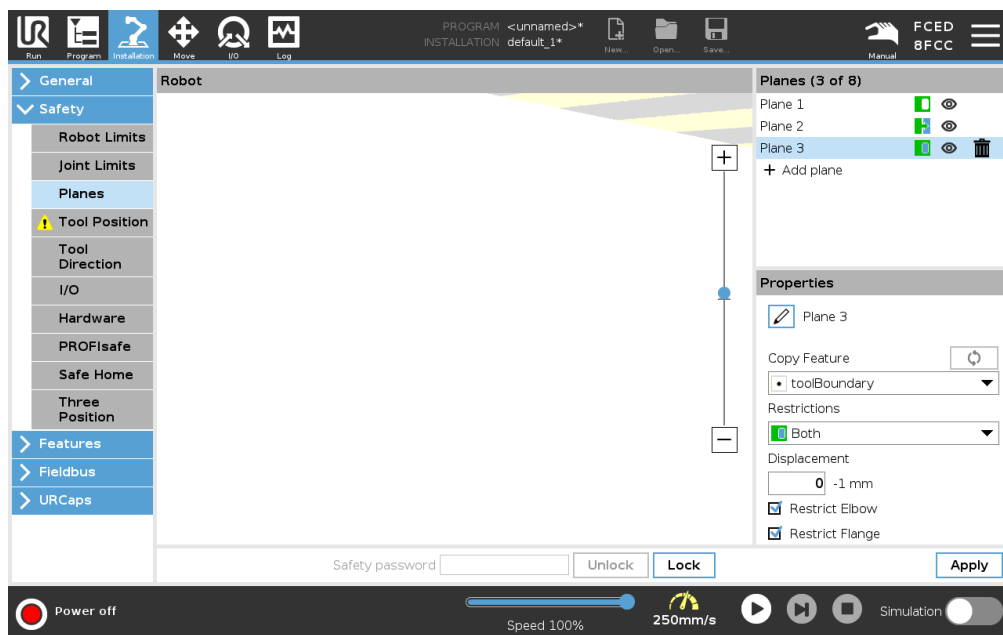 PROGRAM <unnamed>*
INSTALLATION default_1*
Run
Program
Installation
Move
I/O
Log
New...
Open...
Save...
Manual
FCED
8FCC
General
Safety
Robot Limits
Joint Limits
Planes
Tool Position
Tool
Direction
I/O
Hardware
PROFIsafe
Safe Home
Three
Position
Features
Fieldbus
URCaps
Robot
Planes (3 of 8)
Plane 1
Plane 2
Plane 3
+ Add plane
Properties
Plane 3
Copy Feature
toolBoundary
Restrictions
Both
Displacement
0 -1 mm
Restrict Elbow
Restrict Flange
Safety password
Unlock
Lock
Apply
Power off
Speed 100%
250mm/s
Simulation